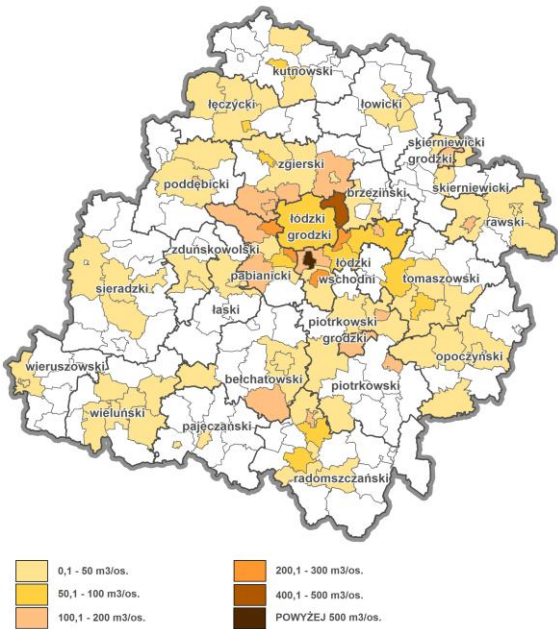 kutnowski
łęczycki
łowicki
skierniewicki
grodzki
zgierski
poddębicki
brzeziński
skierniewicki
rawski
łódzki
grodzki
zduńskowolski
łódzki
wschodni
pabianicki
tomaszowski
sieradzki
łaski
piotrkowski
grodzki
opoczyński
wieruszowski
bełchatowski
piotrkowski
wieluński
pajęczański
radomszczański
0,1 - 50 m3/os.
50,1 - 100 m3/os.
100,1 - 200 m3/os.
200,1 - 300 m3/os.
400,1 - 500 m3/os.
POWYŻEJ 500 m3/os.